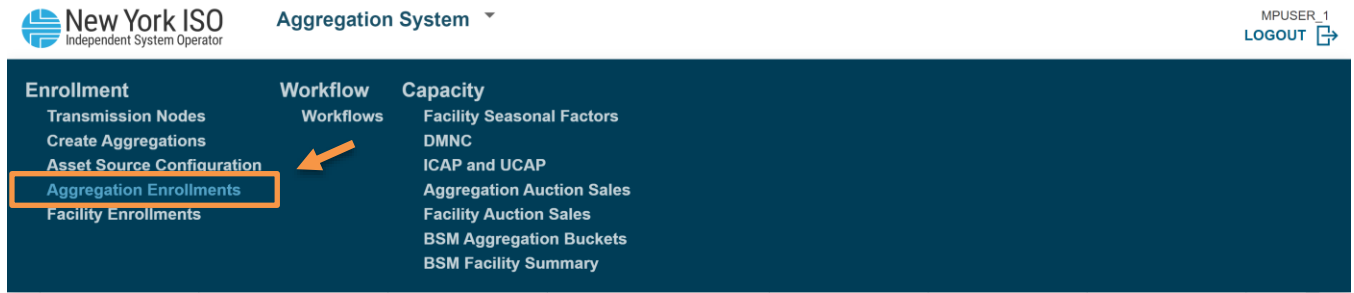 New York ISO
Independent System Operator
Aggregation System
MPUSER_1
LOGOUT
Enrollment
Transmission Nodes
Create Aggregations
Asset Source Configuration
Aggregation Enrollments
Facility Enrollments
Workflow
Workflows
Capacity
Facility Seasonal Factors
DMNC
ICAP and UCAP
Aggregation Auction Sales
Facility Auction Sales
BSM Aggregation Buckets
BSM Facility Summary